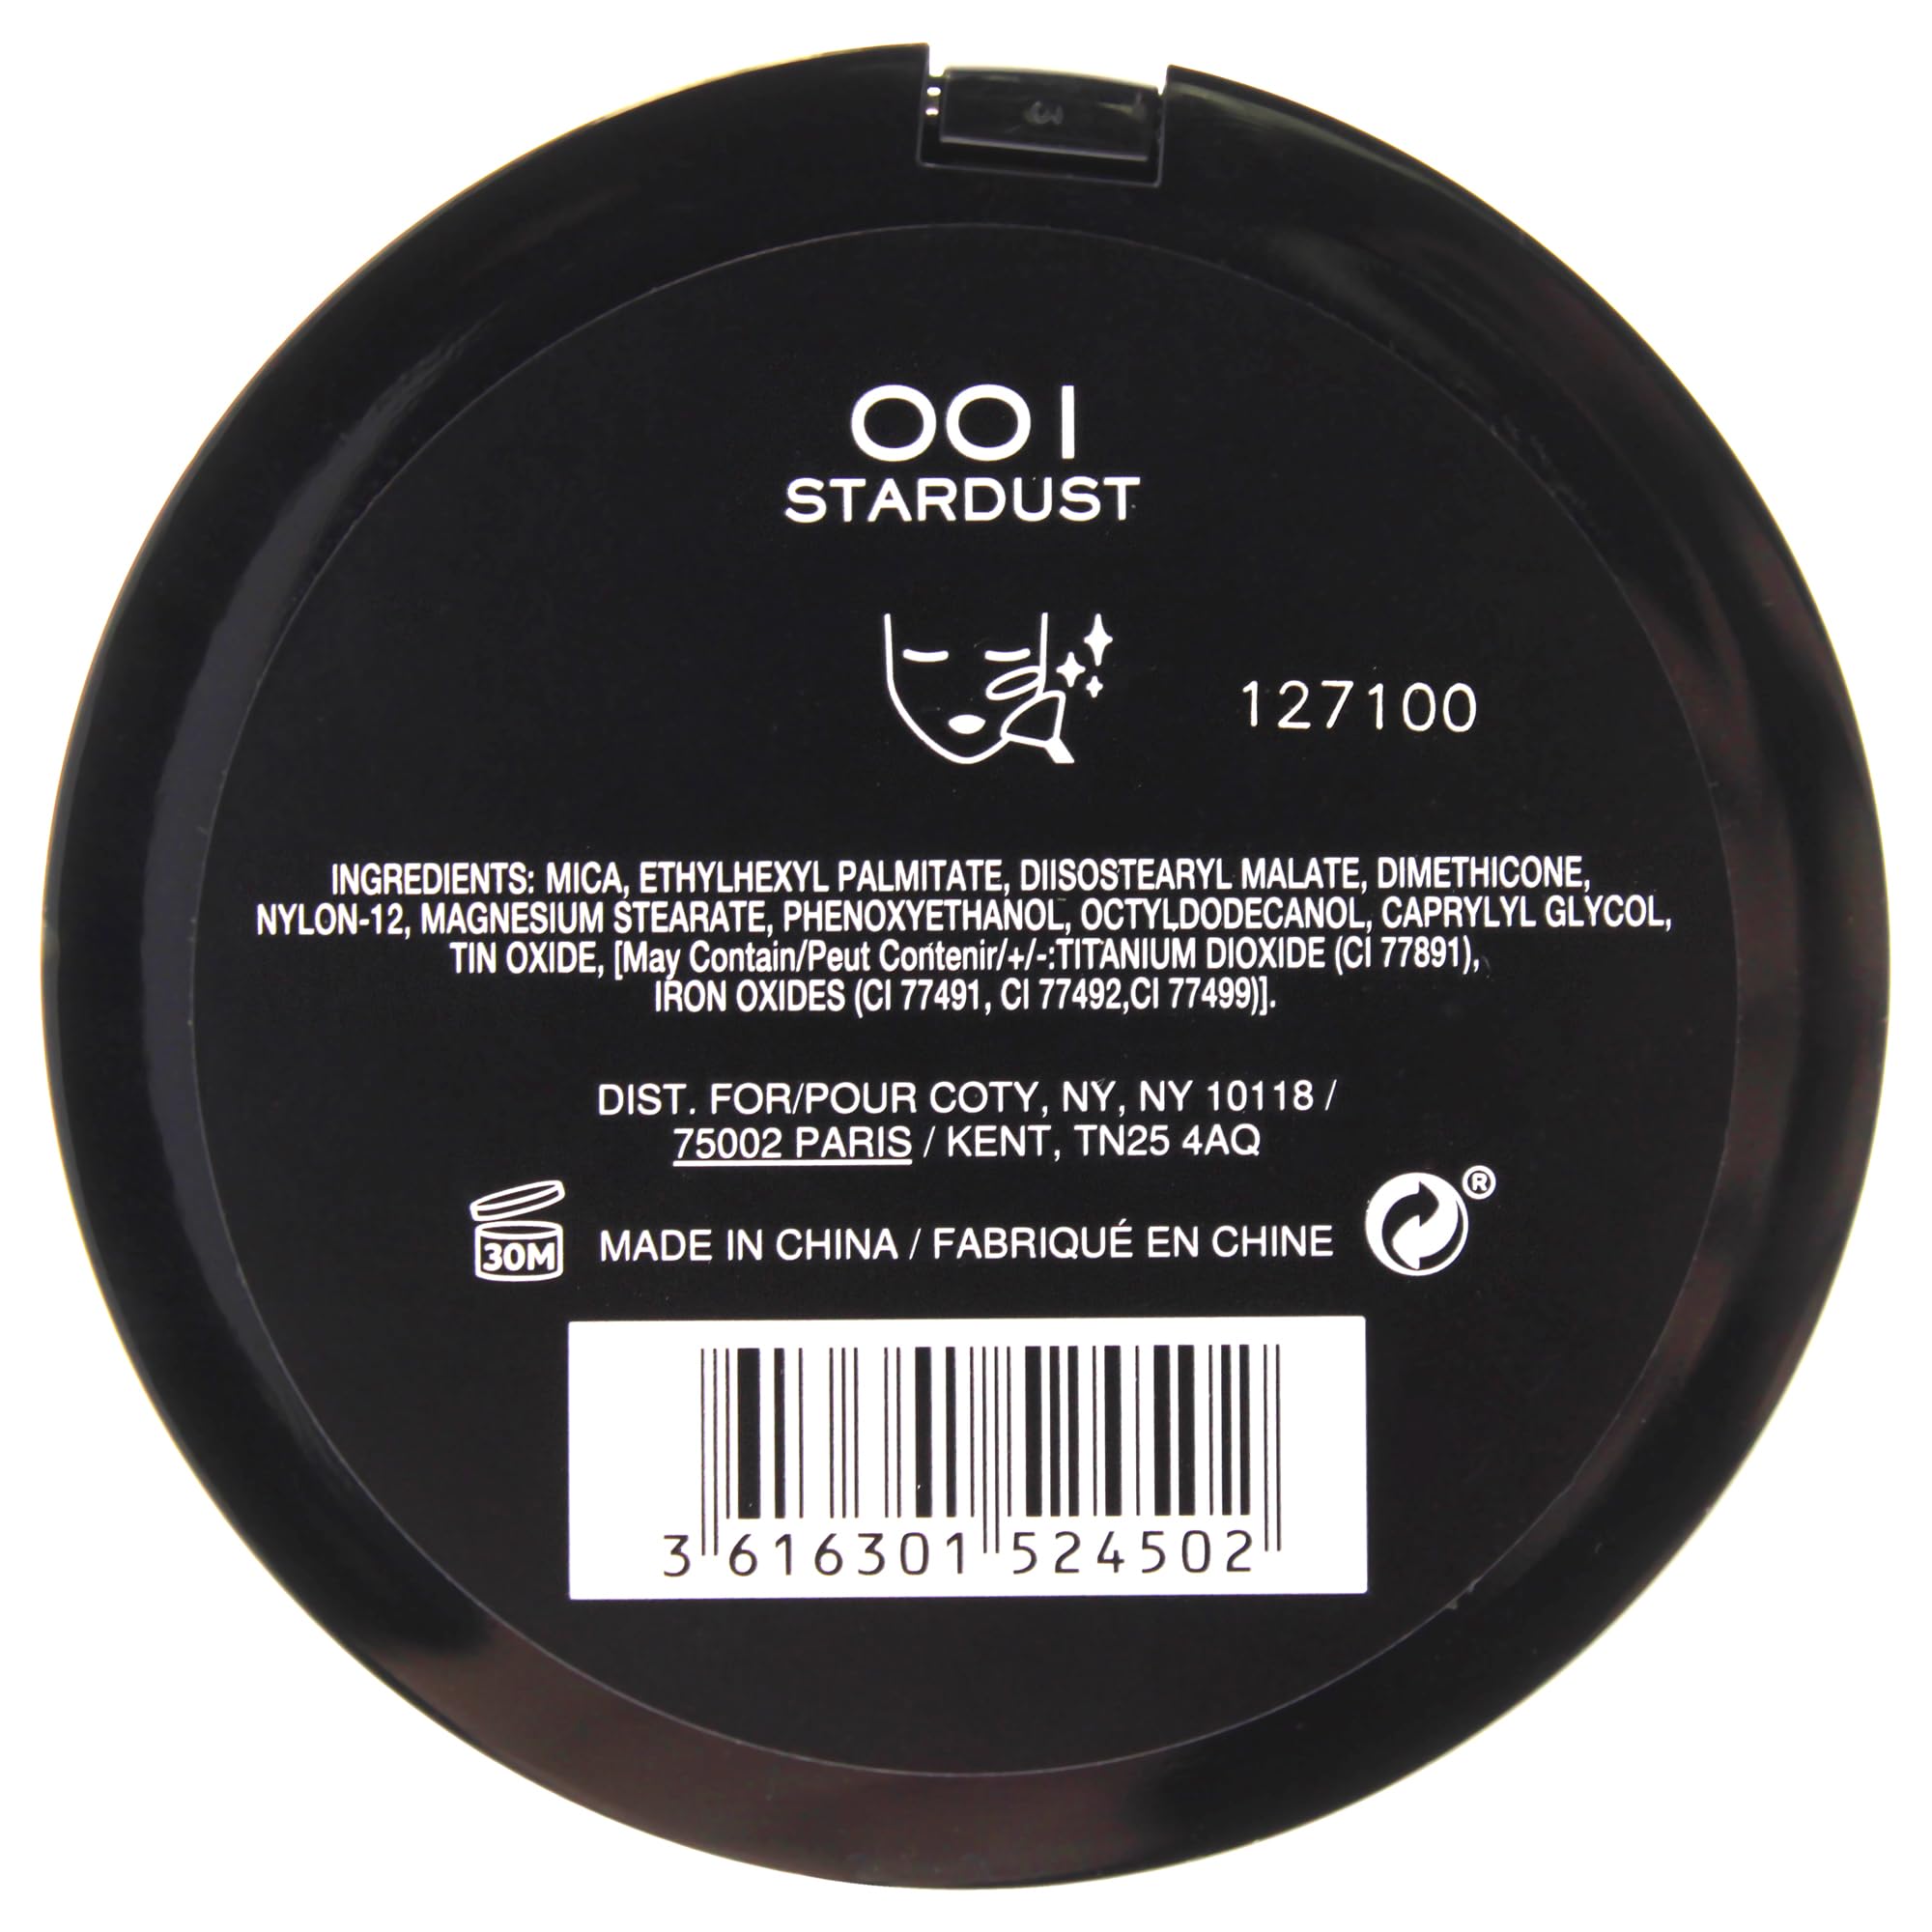 001
STARDUST
127100
INGREDIENTS: MICA, ETHYLHEXYL PALMITATE, DIISOSTEARYL MALATE, DIMETHICONE,
NYLON-12, MAGNESIUM STEARATE, PHENOXYETHANOL, OCTYLDODECANOL, CAPRYLYL GLYCOL,
TIN OXIDE, [May Contain/Peut Contenir/+/-:TITANIUM DIOXIDE (CI 77891),
IRON OXIDES (CI 77491, CI 77492,CI 77499)].
DIST. FOR/POUR COTY, NY, NY 10118 /
75002 PARIS / KENT, TN25 4AQ
30M
MADE IN CHINA / FABRIQUÉ EN CHINE
®
3 616301 524502